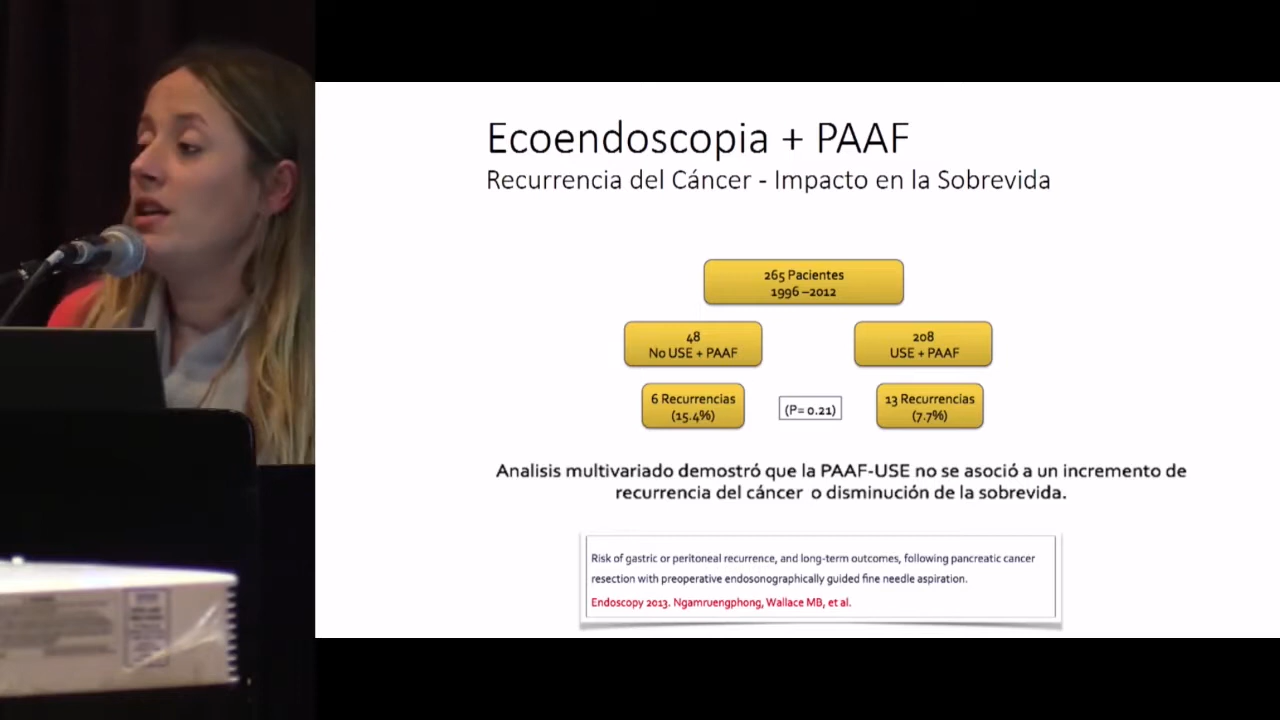 Ecoendoscopia + PAAF
Recurrencia del Cáncer - Impacto en la Sobrevida
265 Pacientes
1996 –2012
48
No USE + PAAF
208
USE + PAAF
6 Recurrencias
(15.4%)
(P= 0.21)
13 Recurrencias
(7.7%)
Analisis multivariado demostró que la PAAF-USE no se asoció a un incremento de
recurrencia del cáncer o disminución de la sobrevida.
Risk of gastric or peritoneal recurrence, and long-term outcomes, following pancreatic cancer
resection with preoperative endosonographically guided fine needle aspiration.
Endoscopy 2013. Ngamruengphong, Wallace MB, et al.